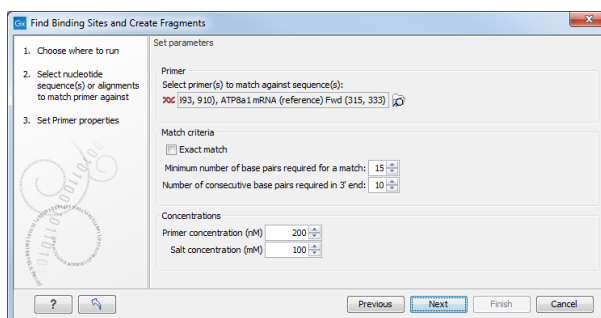 Gx Find Binding Sites and Create Fragments
Set parameters
1. Choose where to run
2. Select nucleotide
sequence(s) or alignments
to match primer against
3. Set Primer properties
Primer
Select primer(s) to match against sequence(s):
393, 910), ATP8a1 mRNA (reference) Fwd (315, 333)
Match criteria
Exact match
Minimum number of base pairs required for a match: 15
Number of consecutive base pairs required in 3' end: 10
Concentrations
Primer concentration (nM) 200
Salt concentration (mM) 100
? Previous Next Finish Cancel